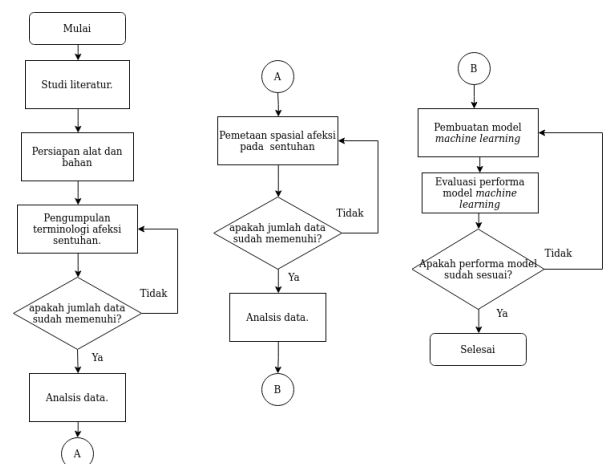 Mulai
Studi literatur.
Persiapan alat dan
bahan
Pengumpulan
terminologi afeksi
sentuhan.
Tidak
apakah jumlah data
sudah memenuhi?
Ya
Analsis data.
A
A
Pemetaan spasial afeksi
pada sentuhan
Tidak
apakah jumlah data
sudah memenuhi?
Ya
Analsis data.
B
B
Pembuatan model
machine learning
Evaluasi performa
model machine
learning
Tidak
Apakah performa model
sudah sesuai?
Ya
Selesai